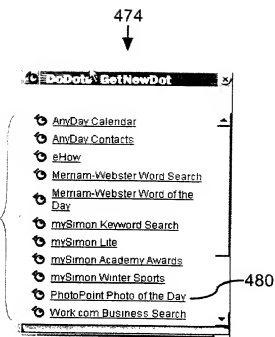 474
DoDots GetNewDot
AnyDay Calendar
AnyDay Contacts
eHow
Merriam-Webster Word Search
Merriam-Webster Word of the
Day
mySimon Keyword Search
mySimon Lite
mySimon Academy Awards
mySimon Winter Sports
PhotoPoint Photo of the Day
480
Work.com Business Search